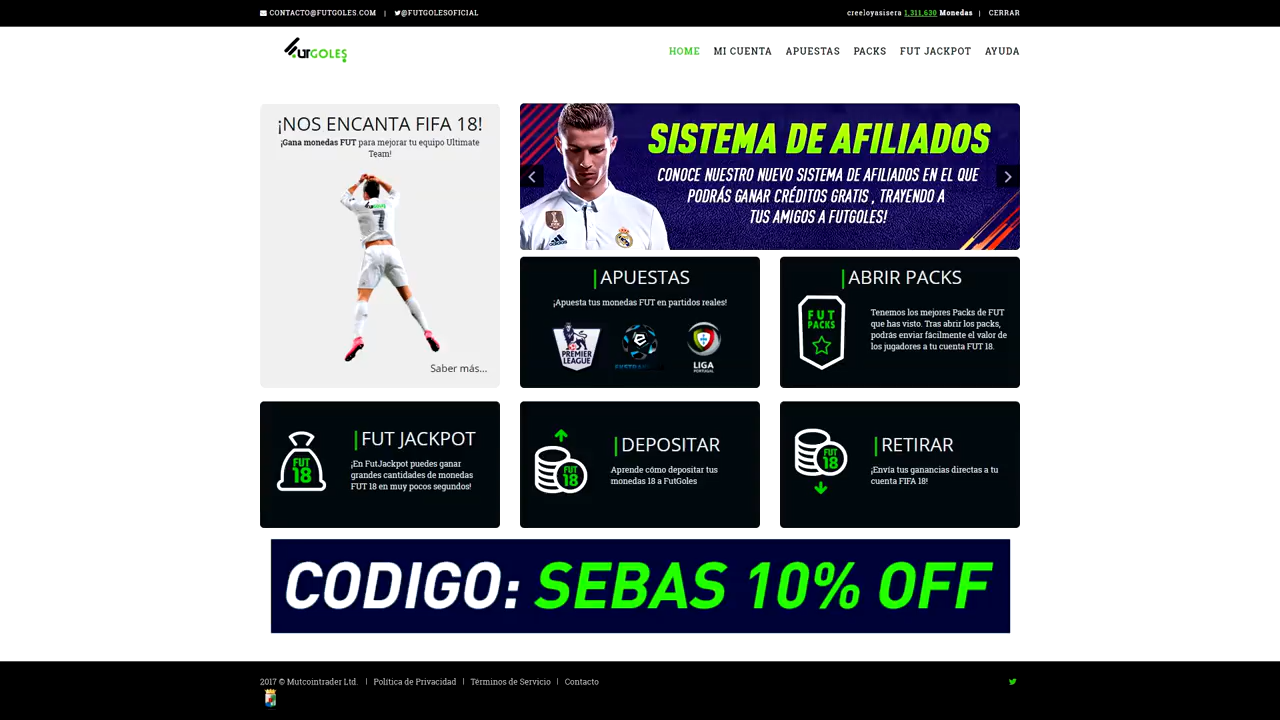 CONTACTO@FUTGOLES.COM | @FUTGOLESOFICIAL
creeloyasisera 1,311,630 Monedas | CERRAR
FUTGOLES
HOME MI CUENTA APUESTAS PACKS FUT JACKPOT AYUDA
¡NOS ENCANTA FIFA 18!
¡Gana monedas FUT para mejorar tu equipo Ultimate
Team!
7
Saber más...
SISTEMA DE AFILIADOS
CONOCE NUESTRO NUEVO SISTEMA DE AFILIADOS EN EL QUE
PODRÁS GANAR CRÉDITOS GRATIS , TRAYENDO A
TUS AMIGOS A FUTGOLES!
|APUESTAS
¡Apuesta tus monedas FUT en partidos reales!
PREMIER
LEAGUE
LIGA
PORTUGAL
|ABRIR PACKS
FUT
PACKS
Tenemos los mejores Packs de FUT
que has visto. Tras abrir los packs,
podrás enviar fácilmente el valor de
los jugadores a tu cuenta FUT 18.
FUT
18
|FUT JACKPOT
¡En FutJackpot puedes ganar
grandes cantidades de monedas
FUT 18 en muy pocos segundos!
FUT
18
|DEPOSITAR
Aprende cómo depositar tus
monedas 18 a FutGoles
FUT
18
|RETIRAR
¡Envía tus ganancias directas a tu
cuenta FIFA 18!
CODIGO: SEBAS 10% OFF
2017 © Mutcointrader Ltd. | Política de Privacidad | Términos de Servicio | Contacto